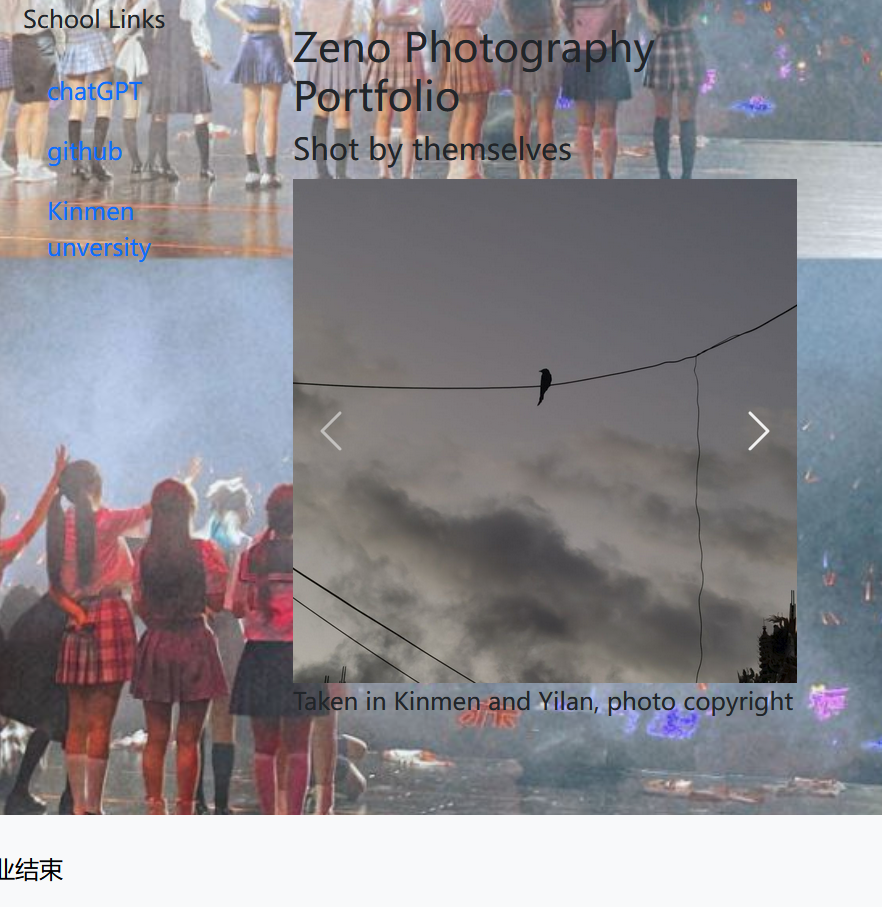 School Links
chatGPT
github
Kinmen
unversity
Zeno Photography
Portfolio
Shot by themselves
Taken in Kinmen and Yilan, photo copyright
业结束